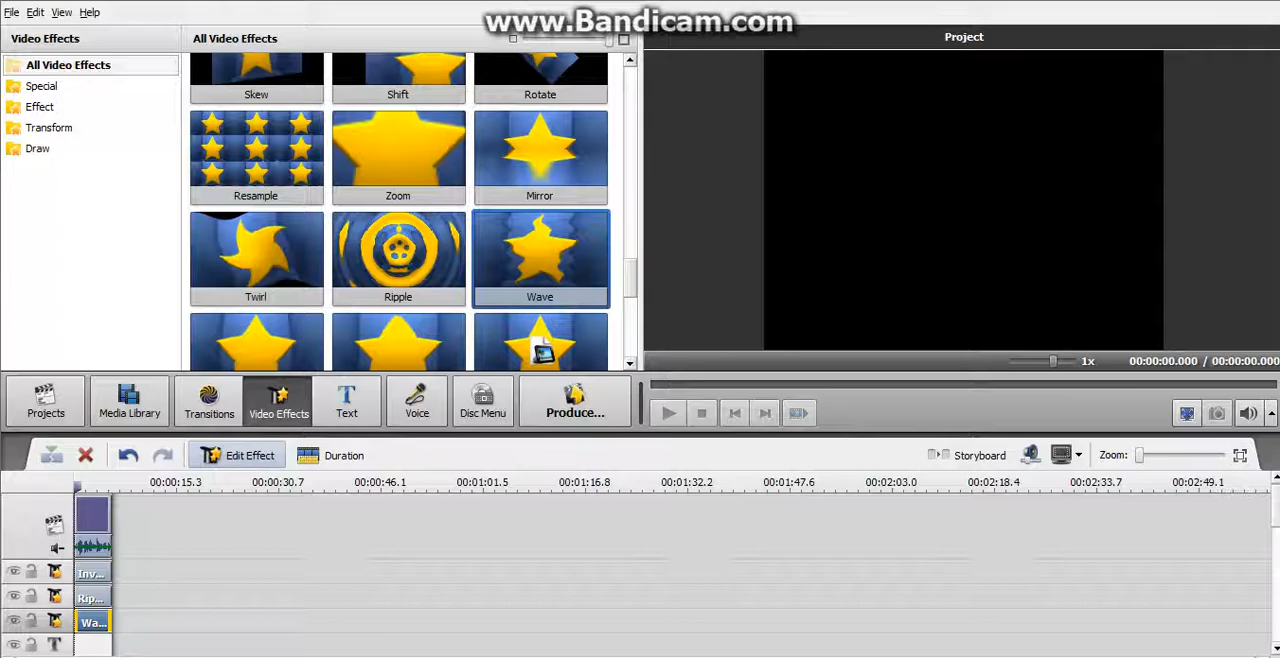 File Edit View Help
www.Bandicam.com
Video Effects
All Video Effects
Project
All Video Effects
Special
Effect
Transform
Draw
Skew
Shift
Rotate
Resample
Zoom
Mirror
Twirl
Ripple
Wave
1x
00:00:00.000 / 00:00:00.000
Projects
Media Library
Transitions
Video Effects
Text
Voice
Disc Menu
Produce...
Edit Effect
Duration
Storyboard
Zoom:
00:00:15.3 00:00:30.7 00:00:46.1 00:01:01.5 00:01:16.8 00:01:32.2 00:01:47.6 00:02:03.0 00:02:18.4 00:02:33.7 00:02:49.1
Inv...
Rip...
Wa...